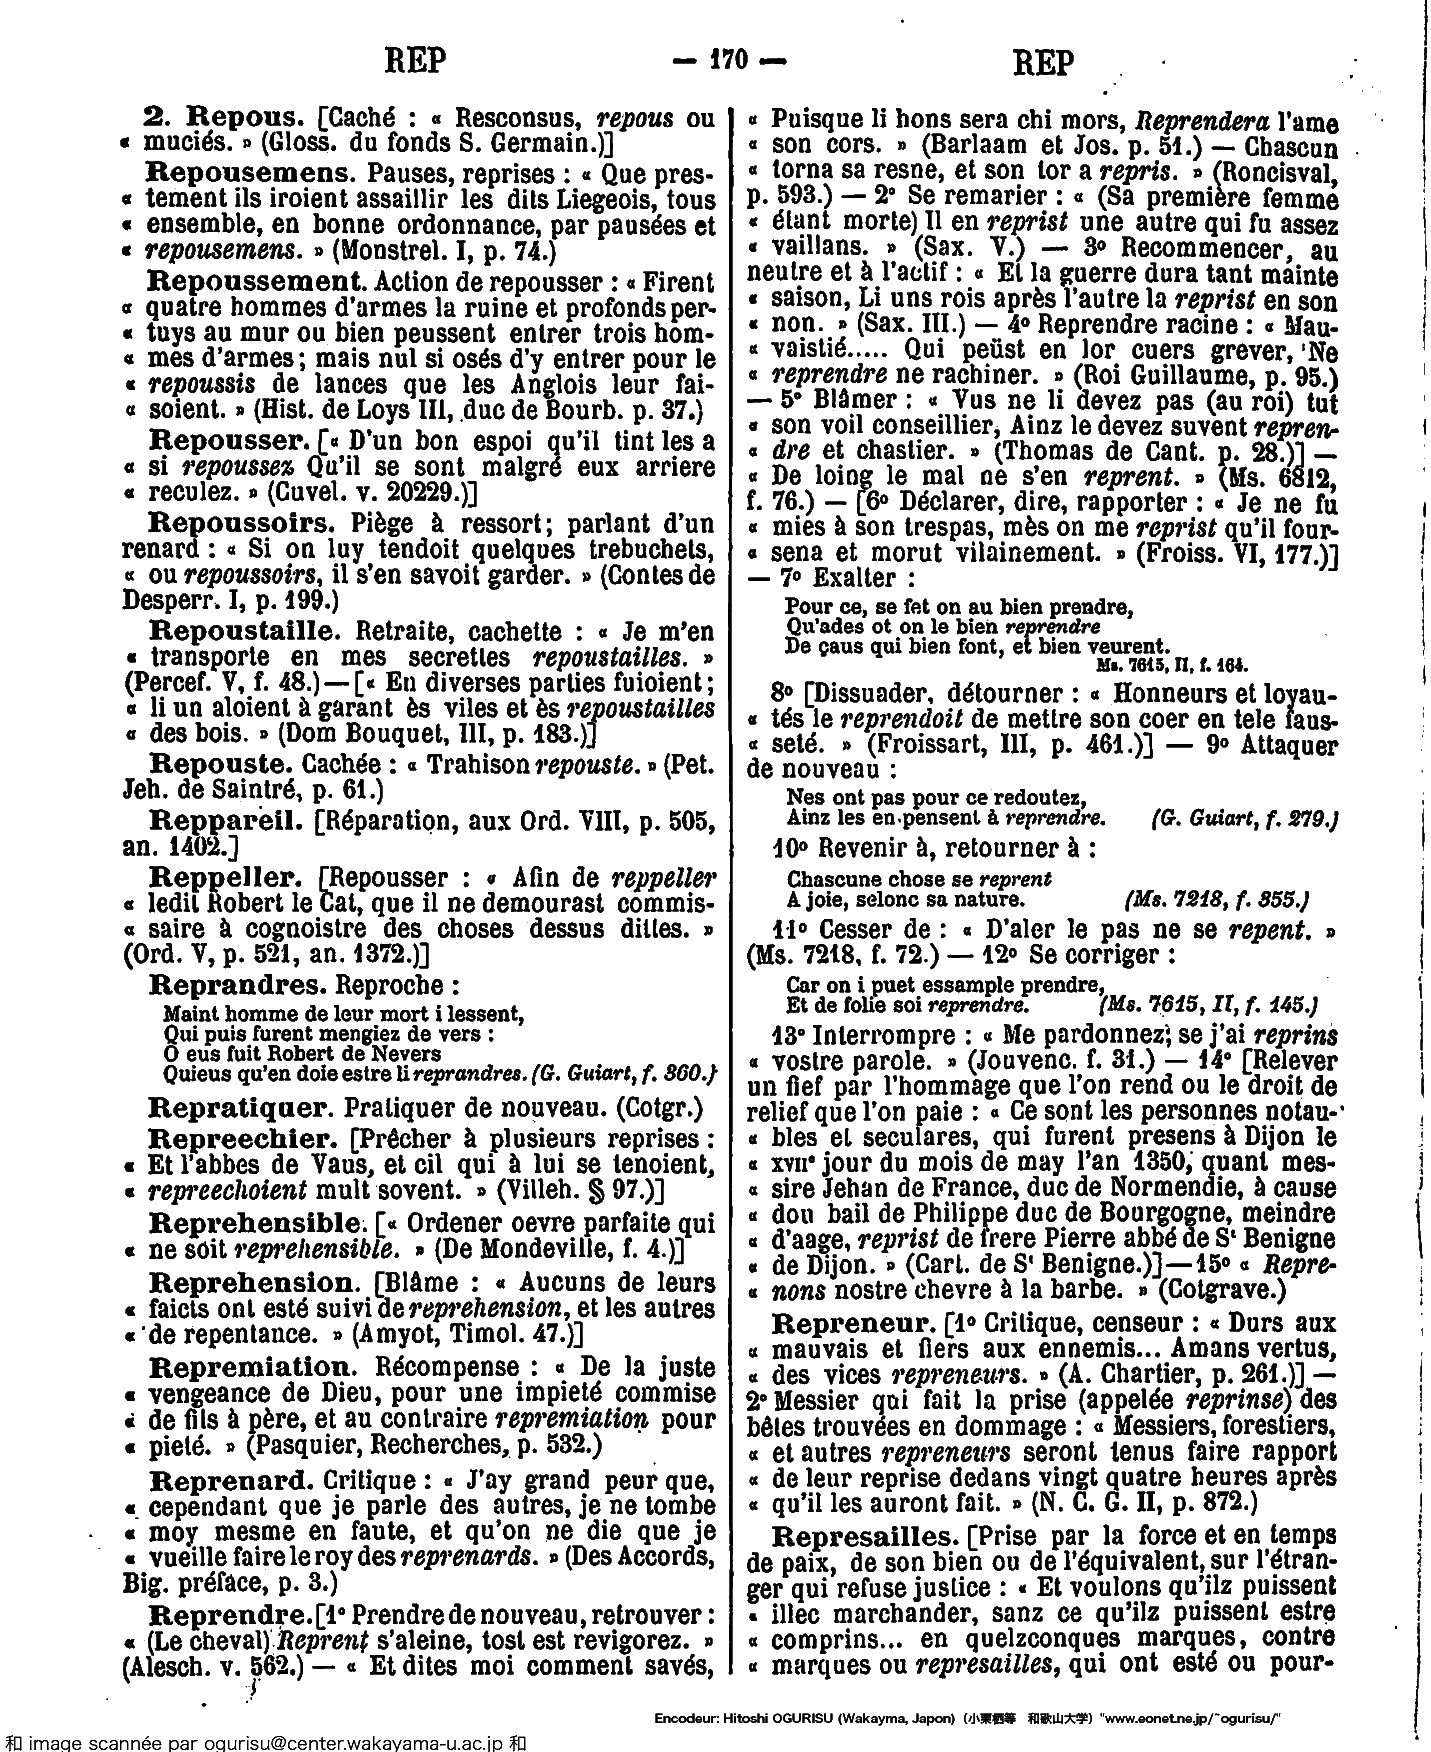 REP — 170 — REP
2. Repous. [Caché : « Resconsus, repous ou
« muciés. » (Gloss. du fonds S. Germain.)]
Repousemens. Pauses, reprises : « Que pres-
« tement ils iroient assaillir les dits Liegeois, tous
« ensemble, en bonne ordonnance, par pausées et
« repousemens. » (Monstrel. I, p. 74.)
Repoussement. Action de repousser : « Firent
« quatre hommes d'armes la ruine et profonds per-
« tuys au mur ou bien peussent entrer trois hom-
« mes d'armes ; mais nul si osés d'y entrer pour le
« repoussis de lances que les Anglois leur fai-
« soient. » (Hist. de Loys III, duc de Bourb. p. 37.)
Repousser. [« D'un bon espoi qu'il tint les a
« si repoussez Qu'il se sont malgré eux arriere
« reculez. » (Cuvel. v. 20229.)]
Repoussoirs. Piège à ressort ; parlant d'un
renard : « Si on luy tendoit quelques trebuchets,
« ou repoussoirs, il s'en savoit garder. » (Contes de
Desperr. I, p. 199.)
Repoustaille. Retraite, cachette : « Je m'en
« transporte en mes secrettes repoustailles. »
(Percef. V, f. 48.) — [« En diverses parties fuioient ;
« li un aloient à garant ès viles et ès repoustailles
« des bois. » (Dom Bouquet, III, p. 183.)]
Repouste. Cachée : « Trahison repouste. » (Pet.
Jeh. de Saintré, p. 61.)
Reppareil. [Réparation, aux Ord. VIII, p. 505,
an. 1402.]
Reppeller. [Repousser : « Afin de reppeller
« ledit Robert le Cat, que il ne demourast commis-
« saire à cognoistre des choses dessus dittes. »
(Ord. V, p. 521, an. 1372.)]
Reprandres. Reproche :
Maint homme de leur mort i lessent,
Qui puis furent mengiez de vers :
O eus fuit Robert de Nevers
Quieus qu'en doie estre li reprandres. (G. Guiart, f. 360.)
Repratiquer. Pratiquer de nouveau. (Cotgr.)
Repreechier. [Prêcher à plusieurs reprises :
« Et l'abbes de Vaus, et cil qui à lui se tenoient,
« repreechoient mult sovent. » (Villeh. § 97.)]
Reprehensible. [« Ordener oevre parfaite qui
« ne soit reprehensible. » (De Mondeville, f. 4.)]
Reprehension. [Blâme : « Aucuns de leurs
« faicts ont esté suivi de reprehension, et les autres
« de repentance. » (Amyot, Timol. 47.)]
Repremiation. Récompense : « De la juste
« vengeance de Dieu, pour une impieté commise
« de fils à père, et au contraire repremiation pour
« pieté. » (Pasquier, Recherches, p. 532.)
Reprenard. Critique : « J'ay grand peur que,
« cependant que je parle des autres, je ne tombe
« moy mesme en faute, et qu'on ne die que je
« vueille faire le roy des reprenards. » (Des Accords,
Big. préface, p. 3.)
Reprendre. [1º Prendre de nouveau, retrouver :
« (Le cheval) Reprent s'aleine, tost est revigorez. »
(Alesch. v. 562.) — « Et dites moi comment savés,
« Puisque li hons sera chi mors, Reprendera l'ame
« son cors. » (Barlaam et Jos. p. 51.) — Chascun
« torna sa resne, et son tor a repris. » (Roncisval,
p. 593.) — 2º Se remarier : « (Sa première femme
« étant morte) Il en reprist une autre qui fu assez
« vaillans. » (Sax. V.) — 3º Recommencer, au
neutre et à l'actif : « Et la guerre dura tant mainte
« saison, Li uns rois après l'autre la reprist en son
« non. » (Sax. III.) — 4º Reprendre racine : « Mau-
« vaistié..... Qui peüst en lor cuers grever, Ne
« reprendre ne rachiner. » (Roi Guillaume, p. 95.)
— 5º Blâmer : « Vus ne li devez pas (au roi) tut
« son voil conseillier, Ainz le devez suvent repren-
« dre et chastier. » (Thomas de Cant. p. 28.)] —
« De loing le mal ne s'en reprent. » (Ms. 6812,
f. 76.) — [6º Déclarer, dire, rapporter : « Je ne fu
« mies à son trespas, mès on me reprist qu'il four-
« sena et morut vilainement. » (Froiss. VI, 177.)]
— 7º Exalter :
Pour ce, se fet on au bien prendre,
Qu'ades ot on le bien reprendre
De çaus qui bien font, et bien veurent.
Ms. 7615, II, f. 164.
8º [Dissuader, détourner : « Honneurs et loyau-
« tés le reprendoit de mettre son coer en tele faus-
« seté. » (Froissart, III, p. 461.)] — 9º Attaquer
de nouveau :
Nes ont pas pour ce redoutez,
Ainz les en pensent à reprendre. (G. Guiart, f. 279.)
10º Revenir à, retourner à :
Chascune chose se reprent
A joie, selonc sa nature. (Ms. 7218, f. 355.)
11º Cesser de : « D'aler le pas ne se repent. »
(Ms. 7218, f. 72.) — 12º Se corriger :
Car on i puet essample prendre,
Et de folie soi reprendre. (Ms. 7615, II, f. 145.)
13º Interrompre : « Me pardonnez ; se j'ai reprins
« vostre parole. » (Jouvenc. f. 31.) — 14º [Relever
un fief par l'hommage que l'on rend ou le droit de
relief que l'on paie : « Ce sont les personnes notau-
« bles et seculares, qui furent presens à Dijon le
« XVIIe jour du mois de may l'an 1350, quant mes-
« sire Jehan de France, duc de Normendie, à cause
« dou bail de Philippe duc de Bourgogne, meindre
« d'aage, reprist de frere Pierre abbé de St Benigne
« de Dijon. » (Cart. de St Benigne.)] — 15º « Repre-
« nons nostre chevre à la barbe. » (Cotgrave.)
Repreneur. [1º Critique, censeur : « Durs aux
« mauvais et fiers aux ennemis... Amans vertus,
« des vices repreneurs. » (A. Chartier, p. 261.)] —
2º Messier qui fait la prise (appelée reprinse) des
bêtes trouvées en dommage : « Messiers, forestiers,
« et autres repreneurs seront tenus faire rapport
« de leur reprise dedans vingt quatre heures après
« qu'il les auront fait. » (N. C. G. II, p. 872.)
Represailles. [Prise par la force et en temps
de paix, de son bien ou de l'équivalent, sur l'étran-
ger qui refuse justice : « Et voulons qu'ilz puissent
« illec marchander, sanz ce qu'ilz puissent estre
« comprins... en quelzconques marques, contre
« marques ou represailles, qui ont esté ou pour-
Encodeur: Hitoshi OGURISU (Wakayma, Japon) (小栗栖等 和歌山大学) "www.eonet.ne.jp/~ogurisu/"
和 image scannée par ogurisu@center.wakayama-u.ac.jp 和